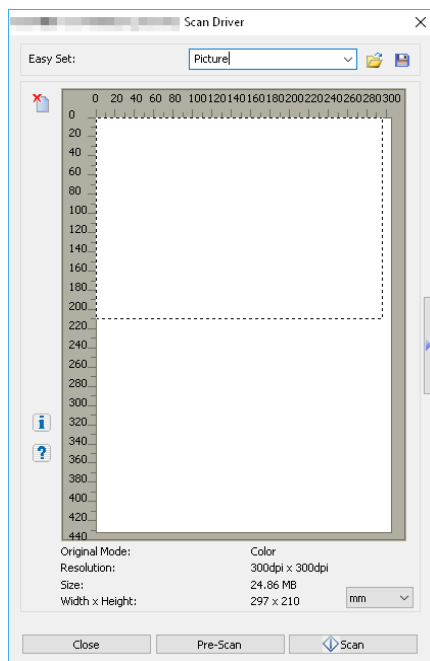 Scan Driver
Easy Set: Picture
0 20 40 60 80 100120140160180200220240260280300
0
20
40
60
80
100
120
140
160
180
200
220
240
260
280
300
320
340
360
380
400
420
440
Original Mode: Color
Resolution: 300dpi x 300dpi
Size: 24.86 MB
Width x Height: 297 x 210 mm
Close Pre-Scan Scan